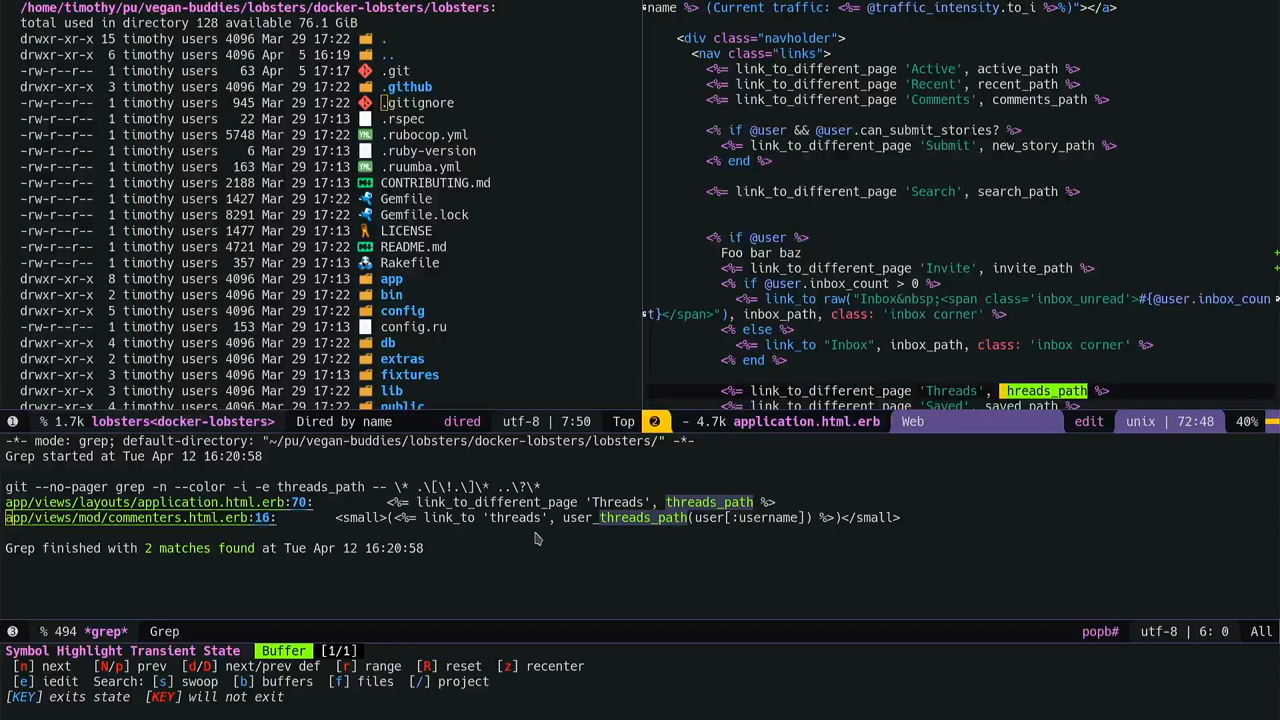 /home/timothy/pu/vegan-buddies/lobsters/docker-lobsters/lobsters:
total used in directory 128 available 76.1 GiB
drwxr-xr-x 15 timothy users 4096 Mar 29 17:22 .
drwxr-xr-x 6 timothy users 4096 Apr 5 16:19 ..
-rw-r--r-- 1 timothy users 63 Apr 5 17:17 .git
drwxr-xr-x 3 timothy users 4096 Mar 29 17:22 .github
-rw-r--r-- 1 timothy users 945 Mar 29 17:22 .gitignore
-rw-r--r-- 1 timothy users 22 Mar 29 17:13 .rspec
-rw-r--r-- 1 timothy users 5748 Mar 29 17:22 .rubocop.yml
-rw-r--r-- 1 timothy users 6 Mar 29 17:13 .ruby-version
-rw-r--r-- 1 timothy users 163 Mar 29 17:13 .ruumba.yml
-rw-r--r-- 1 timothy users 2188 Mar 29 17:22 CONTRIBUTING.md
-rw-r--r-- 1 timothy users 1427 Mar 29 17:22 Gemfile
-rw-r--r-- 1 timothy users 8291 Mar 29 17:22 Gemfile.lock
-rw-r--r-- 1 timothy users 1477 Mar 29 17:13 LICENSE
-rw-r--r-- 1 timothy users 4721 Mar 29 17:22 README.md
-rw-r--r-- 1 timothy users 357 Mar 29 17:13 Rakefile
drwxr-xr-x 8 timothy users 4096 Mar 29 17:13 app
drwxr-xr-x 2 timothy users 4096 Mar 29 17:13 bin
drwxr-xr-x 5 timothy users 4096 Mar 29 17:22 config
-rw-r--r-- 1 timothy users 153 Mar 29 17:13 config.ru
drwxr-xr-x 4 timothy users 4096 Mar 29 17:22 db
drwxr-xr-x 2 timothy users 4096 Mar 29 17:22 extras
drwxr-xr-x 3 timothy users 4096 Mar 29 17:13 fixtures
drwxr-xr-x 3 timothy users 4096 Mar 29 17:13 lib
drwxr-xr-x 4 timothy users 4096 Mar 29 17:22 public
❶ % 1.7k lobsters<docker-lobsters> Dired by name dired utf-8 | 7:50 Top
name %> (Current traffic: <%= @traffic_intensity.to_i %>%)"></a>
<div class="navholder">
<nav class="links">
<%= link_to_different_page 'Active', active_path %>
<%= link_to_different_page 'Recent', recent_path %>
<%= link_to_different_page 'Comments', comments_path %>
<% if @user && @user.can_submit_stories? %>
<%= link_to_different_page 'Submit', new_story_path %>
<% end %>
<%= link_to_different_page 'Search', search_path %>
<% if @user %>
Foo bar baz
<%= link_to_different_page 'Invite', invite_path %>
<% if @user.inbox_count > 0 %>
<%= link_to raw("Inbox&nbsp;<span class='inbox_unread'>#{@user.inbox_coun
t}</span>"), inbox_path, class: 'inbox corner' %>
<% else %>
<%= link_to "Inbox", inbox_path, class: 'inbox corner' %>
<% end %>
<%= link_to_different_page 'Threads', hreads_path %>
<%= link_to_different_page 'Saved', saved_path %>
❷ - 4.7k application.html.erb Web edit unix | 72:48 40%
-*- mode: grep; default-directory: "~/pu/vegan-buddies/lobsters/docker-lobsters/lobsters/" -*-
Grep started at Tue Apr 12 16:20:58
git --no-pager grep -n --color -i -e threads_path -- \* .\[\!.\]\* ..\?\*
app/views/layouts/application.html.erb:70: <%= link_to_different_page 'Threads', threads_path %>
app/views/mod/commenters.html.erb:16: <small>(<%= link_to 'threads', user_threads_path(user[:username]) %>)</small>
Grep finished with 2 matches found at Tue Apr 12 16:20:58
❸ % 494 *grep* Grep popb# utf-8 | 6: 0 All
Symbol Highlight Transient State Buffer [1/1]
[n] next [N/p] prev [d/D] next/prev def [r] range [R] reset [z] recenter
[e] iedit Search: [s] swoop [b] buffers [f] files [/] project
[KEY] exits state [KEY] will not exit